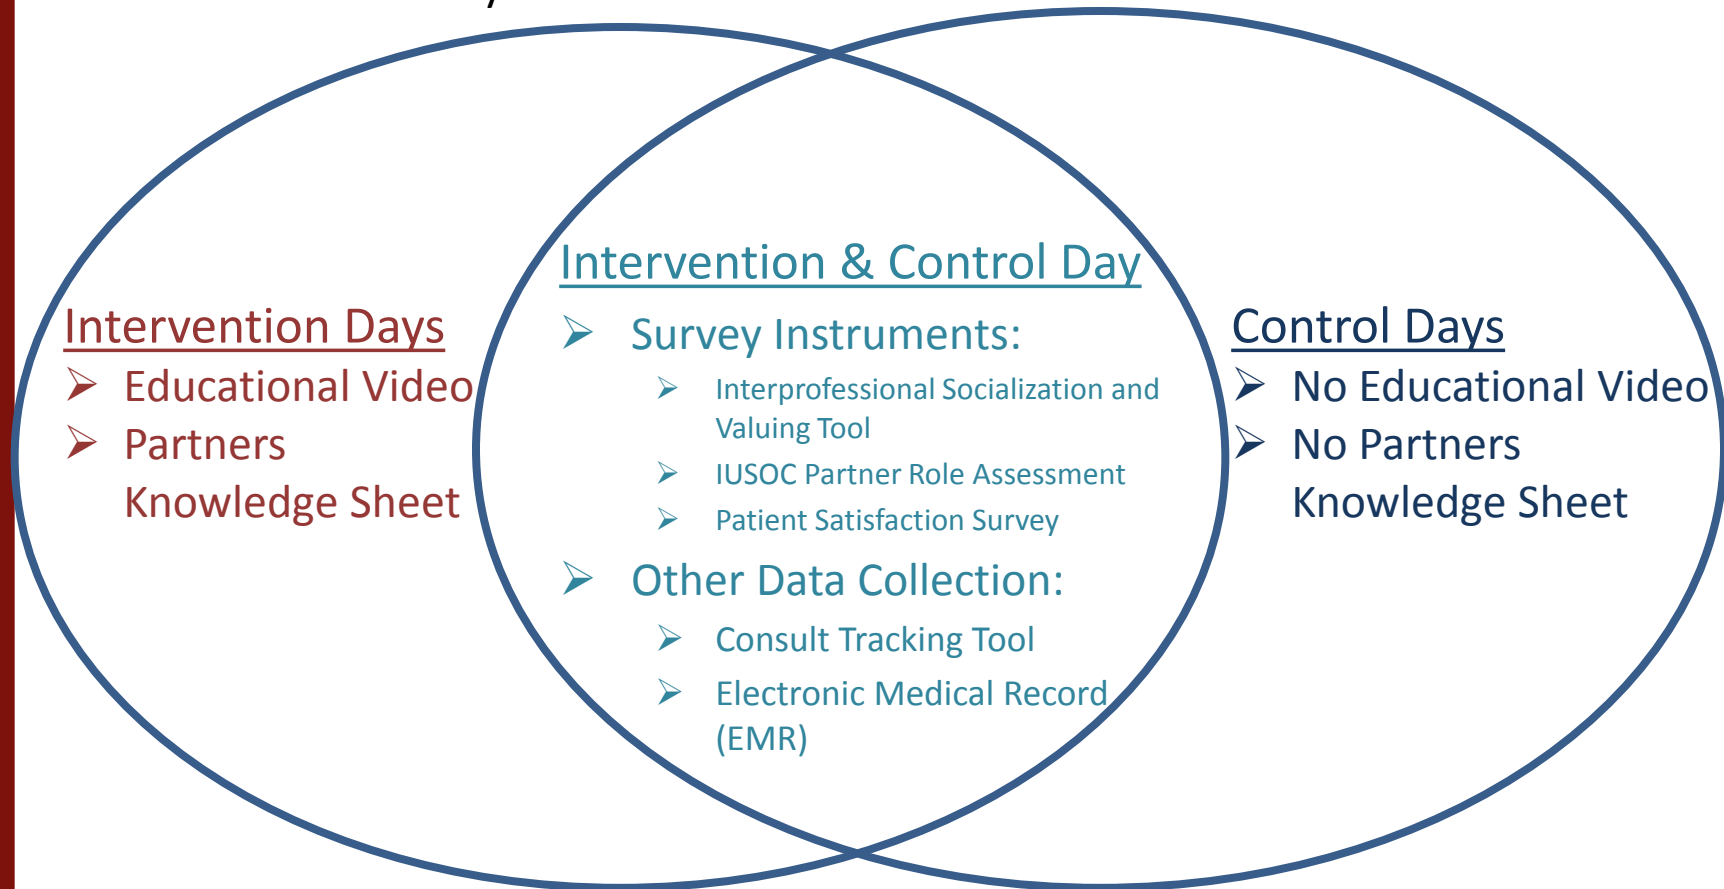 Intervention Days
➢ Educational Video
➢ Partners
Knowledge Sheet
Intervention & Control Day
➢ Survey Instruments:
➢ Interprofessional Socialization and
Valuing Tool
➢ IUSOC Partner Role Assessment
➢ Patient Satisfaction Survey
➢ Other Data Collection:
➢ Consult Tracking Tool
➢ Electronic Medical Record
(EMR)
Control Days
➢ No Educational Video
➢ No Partners
Knowledge Sheet